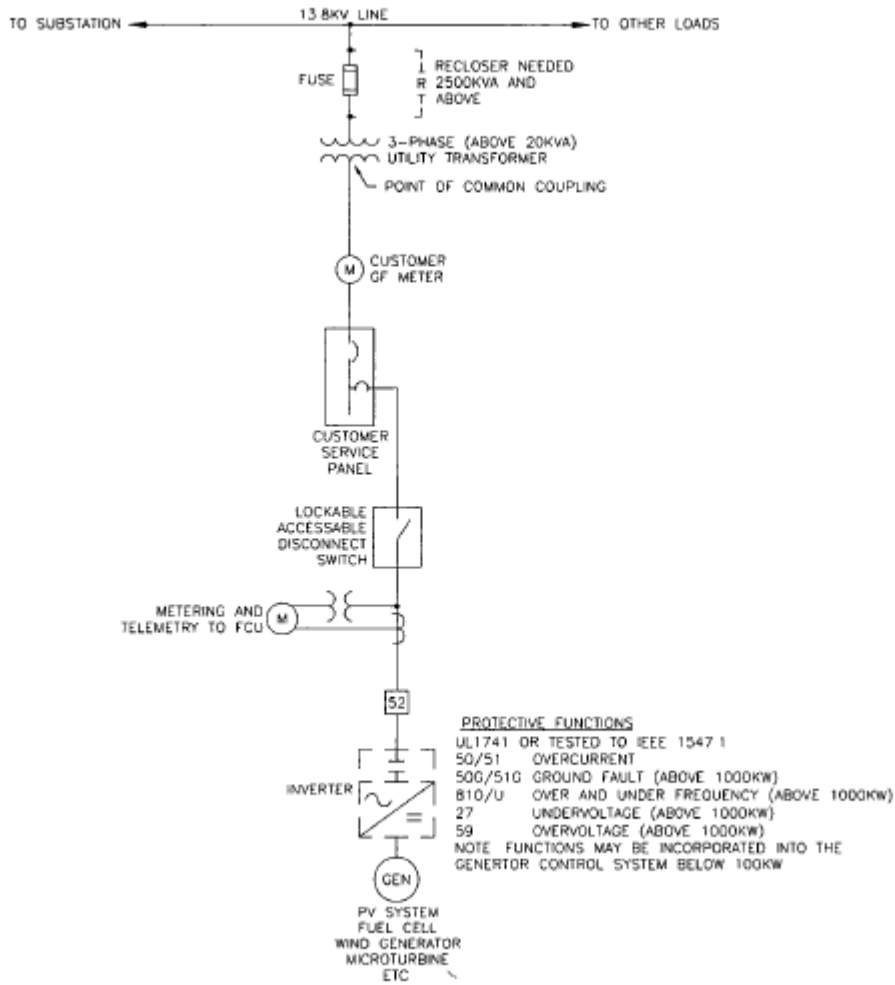 13 8KV LINE
TO SUBSTATION
TO OTHER LOADS
FUSE
I RECLOSER NEEDED
R 2500KVA AND
T ABOVE
3-PHASE (ABOVE 20KVA)
UTILITY TRANSFORMER
POINT OF COMMON COUPLING
M
CUSTOMER
GF METER
CUSTOMER
SERVICE
PANEL
LOCKABLE
ACCESSABLE
DISCONNECT
SWITCH
METERING AND
TELEMETRY TO FCU
M
52
INVERTER
GEN
PV SYSTEM
FUEL CELL
WIND GENERATOR
MICROTURBINE
ETC
PROTECTIVE FUNCTIONS
UL1741 OR TESTED TO IEEE 1547 1
50/51 OVERCURRENT
50G/51G GROUND FAULT (ABOVE 1000KW)
81O/U OVER AND UNDER FREQUENCY (ABOVE 1000KW)
27 UNDERVOLTAGE (ABOVE 1000KW)
59 OVERVOLTAGE (ABOVE 1000KW)
NOTE FUNCTIONS MAY BE INCORPORATED INTO THE
GENERTOR CONTROL SYSTEM BELOW 100KW